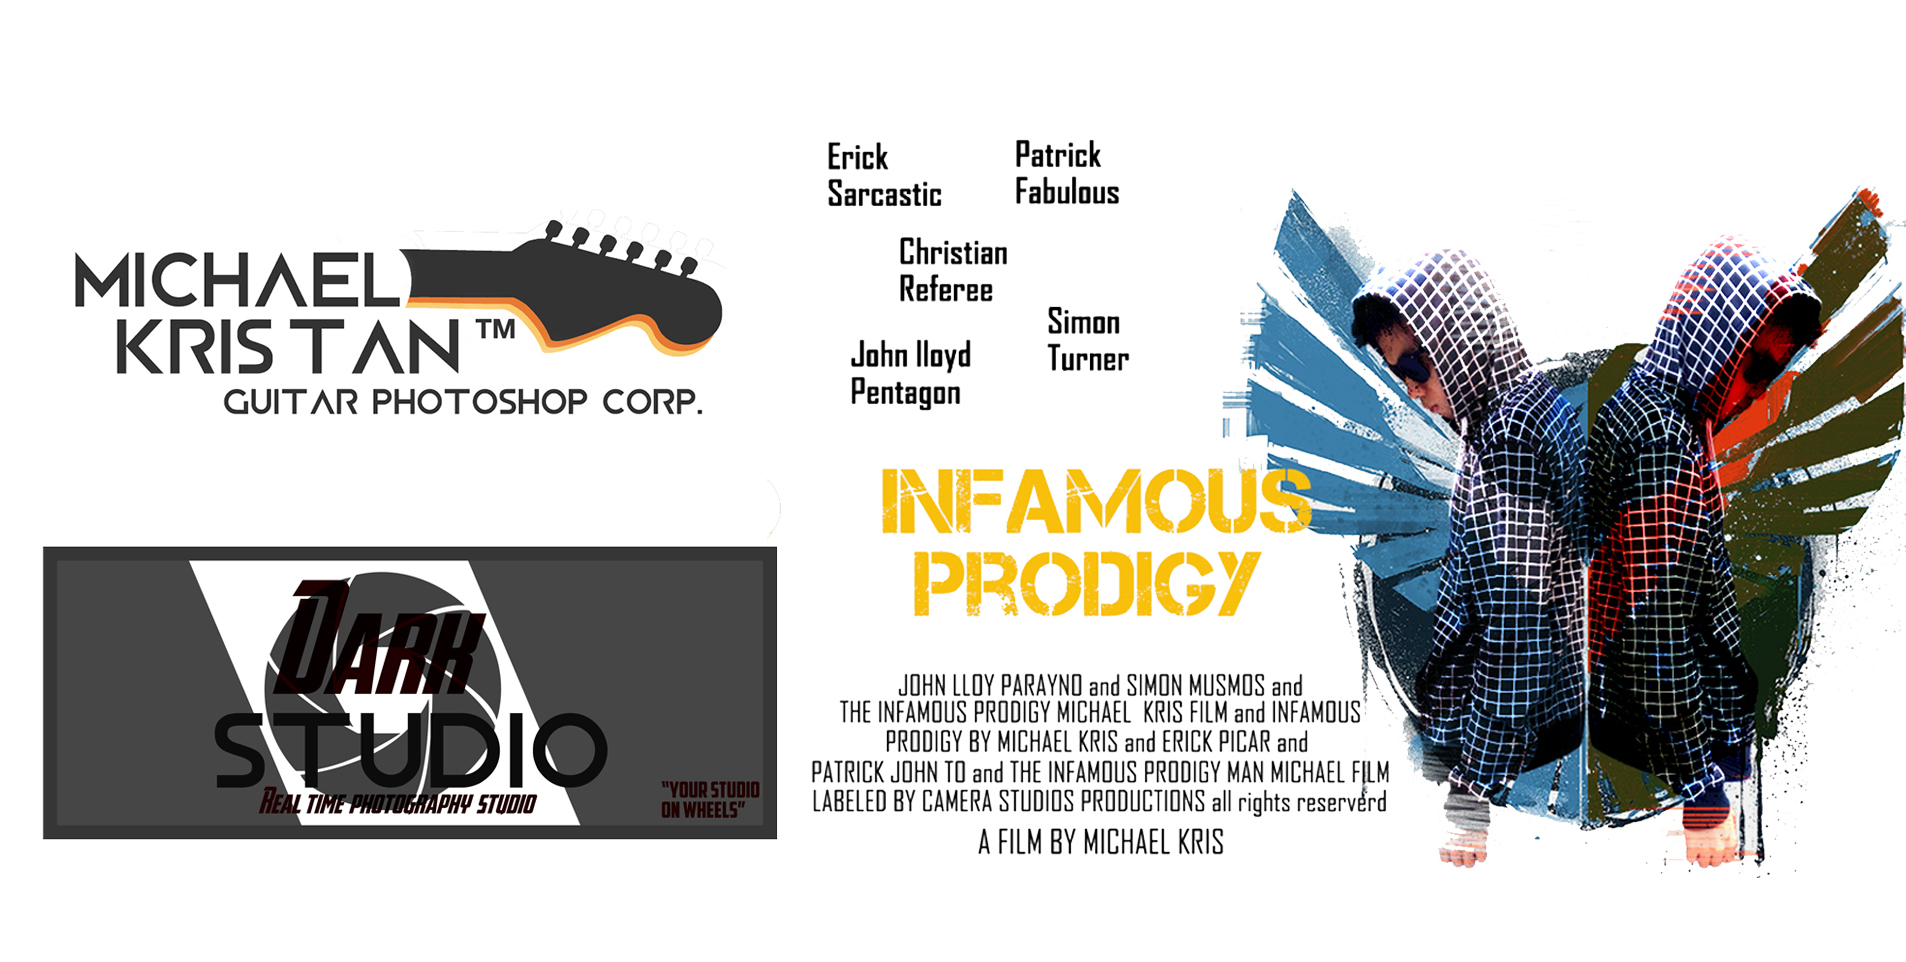 MICHAEL
KRIS TAN™
GUITAR PHOTOSHOP CORP.
DARK
STUDIO
REAL TIME PHOTOGRAPHY STUDIO
“YOUR STUDIO
ON WHEELS”
Erick
Sarcastic
Patrick
Fabulous
Christian
Referee
Simon
Turner
John lloyd
Pentagon
INFAMOUS
PRODIGY
JOHN LLOY PARAYNO and SIMON MUSMOS and
THE INFAMOUS PRODIGY MICHAEL KRIS FILM and INFAMOUS
PRODIGY BY MICHAEL KRIS and ERICK PICAR and
PATRICK JOHN TO and THE INFAMOUS PRODIGY MAN MICHAEL FILM
LABELED BY CAMERA STUDIOS PRODUCTIONS all rights reserverd
A FILM BY MICHAEL KRIS